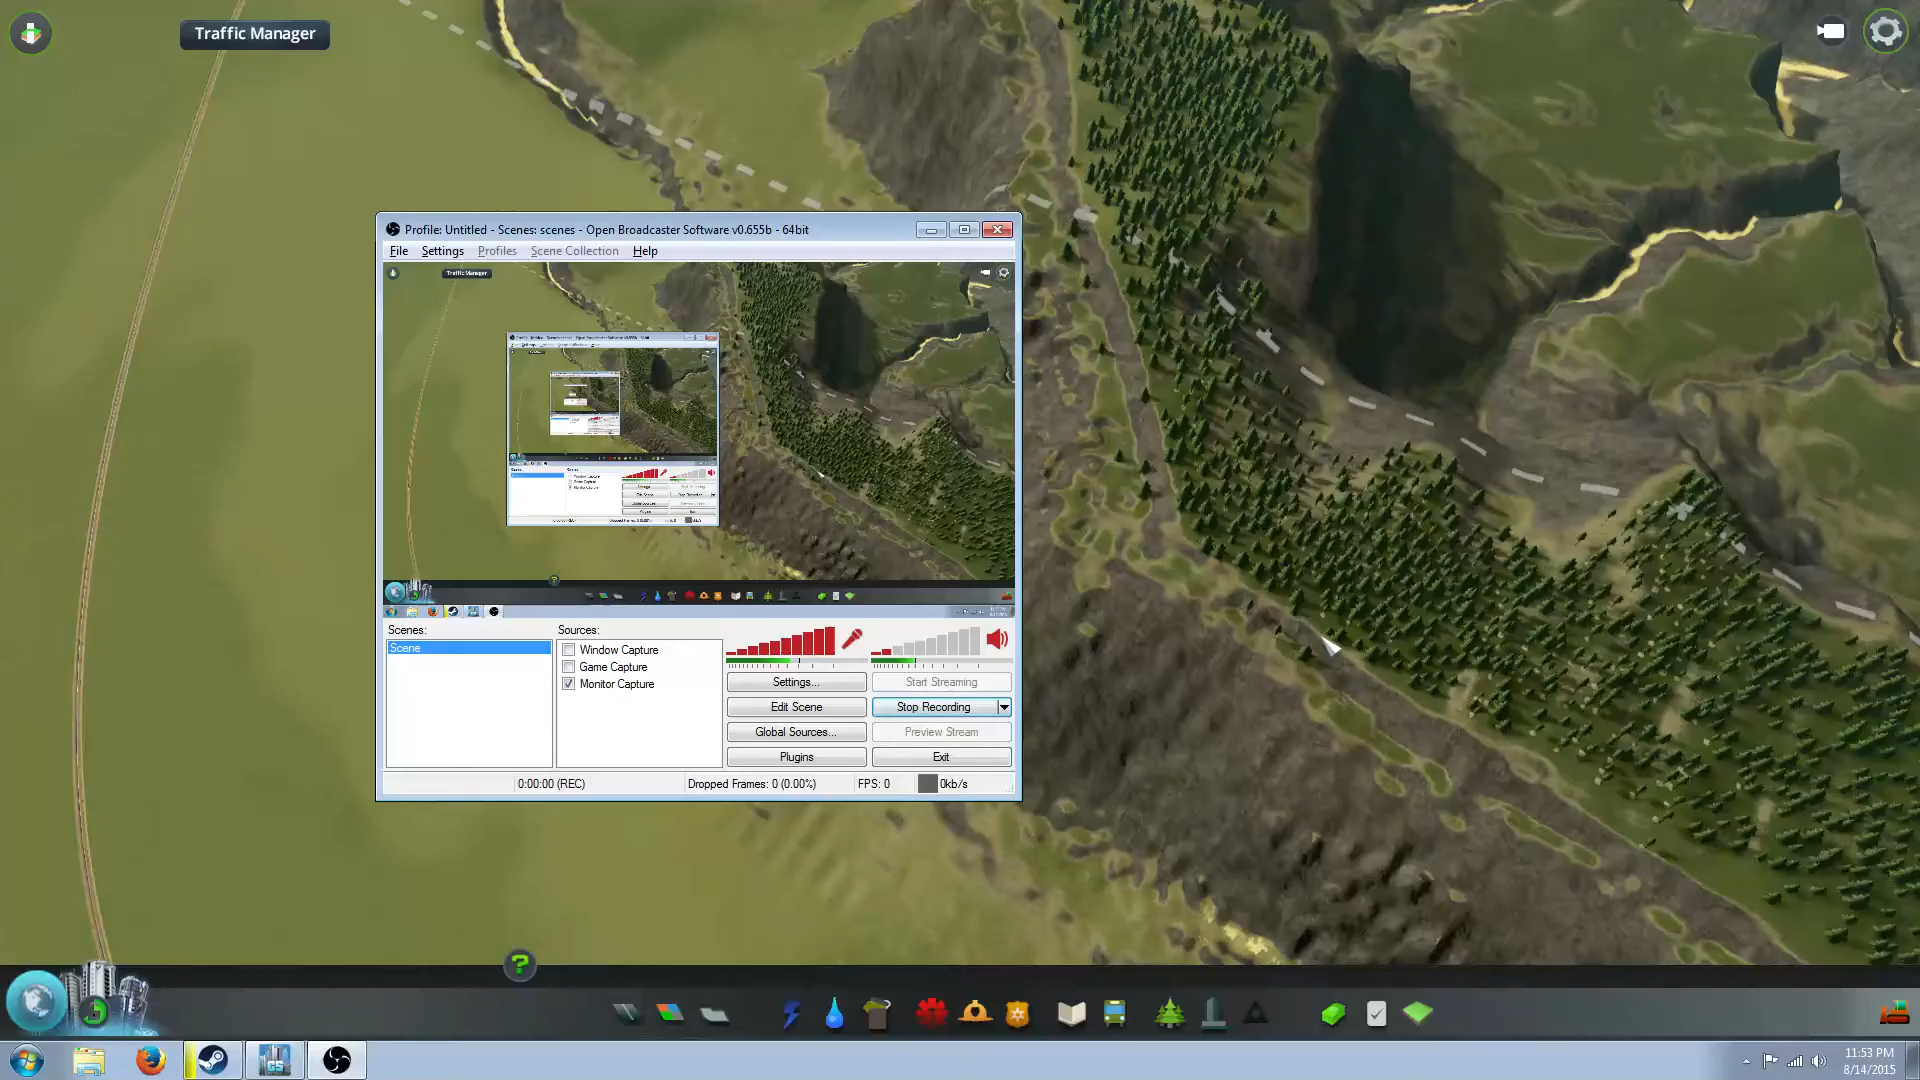 Traffic Manager
Profile: Untitled - Scenes: scenes - Open Broadcaster Software v0.655b - 64bit
File Settings Profiles Scene Collection Help
Traffic Manager
Scenes:
Scene
Sources:
Window Capture
Game Capture
Monitor Capture
Settings...
Start Streaming
Edit Scene
Stop Recording
Global Sources...
Preview Stream
Plugins
Exit
0:00:00 (REC)
Dropped Frames: 0 (0.00%)
FPS: 0
0kb/s
?
CS
11:53 PM
8/14/2015